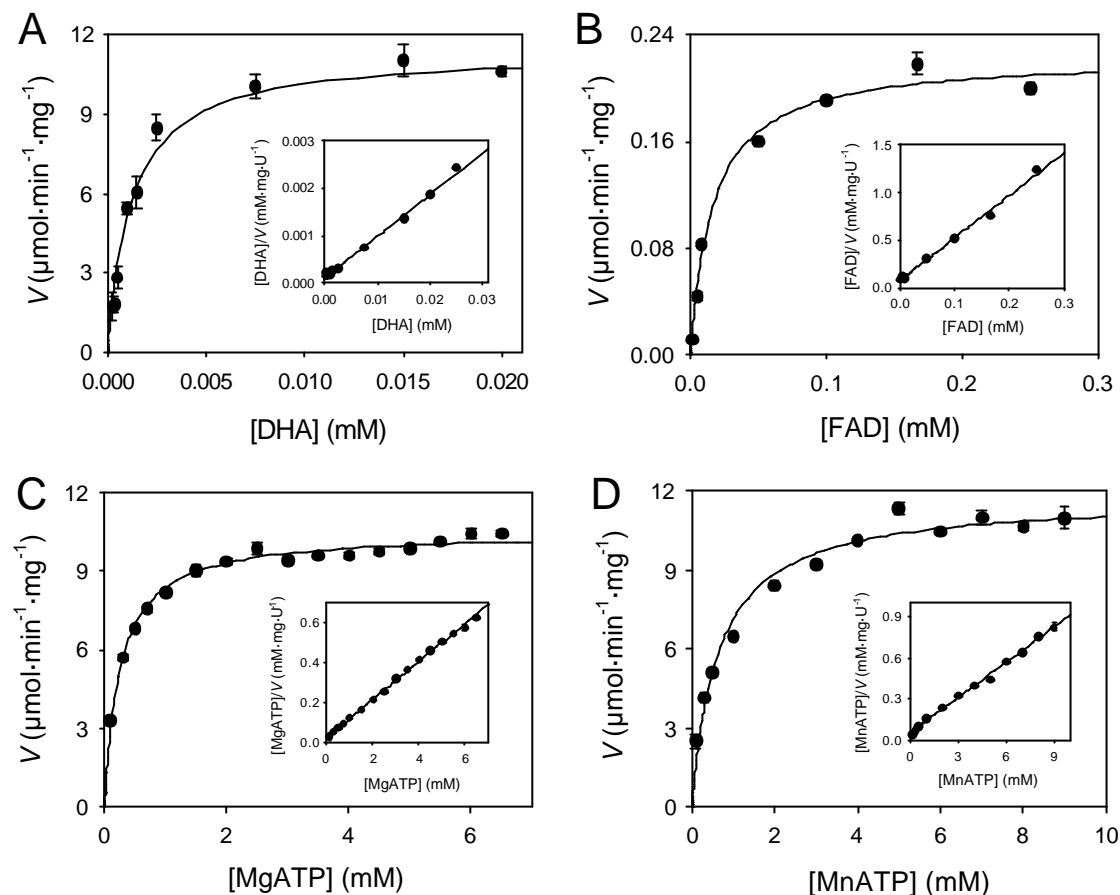 A
V (µmol·min⁻¹·mg⁻¹)
12
9
6
3
0
0.000 0.005 0.010 0.015 0.020
[DHA] (mM)
[DHA]/V (mM·mg·U⁻¹)
0.003
0.002
0.001
0.000
0.00 0.01 0.02 0.03
[DHA] (mM)
B
V (µmol·min⁻¹·mg⁻¹)
0.24
0.16
0.08
0.00
0.0 0.1 0.2 0.3
[FAD] (mM)
[FAD]/V (mM·mg·U⁻¹)
1.5
1.0
0.5
0.0
0.0 0.1 0.2 0.3
[FAD] (mM)
C
V (µmol·min⁻¹·mg⁻¹)
12
9
6
3
0
0 2 4 6
[MgATP] (mM)
[MgATP]/V (mM·mg·U⁻¹)
0.6
0.4
0.2
0.0
0 2 4 6
[MgATP] (mM)
D
V (µmol·min⁻¹·mg⁻¹)
12
9
6
3
0
0 2 4 6 8 10
[MnATP] (mM)
[MnATP]/V (mM·mg·U⁻¹)
0.9
0.6
0.3
0.0
0 3 6 9
[MnATP] (mM)